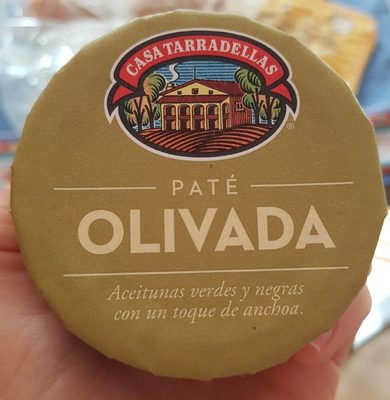 CASA TARRADELLAS
PATÉ
OLIVADA
Aceitunas verdes y negras
con un toque de anchoa.